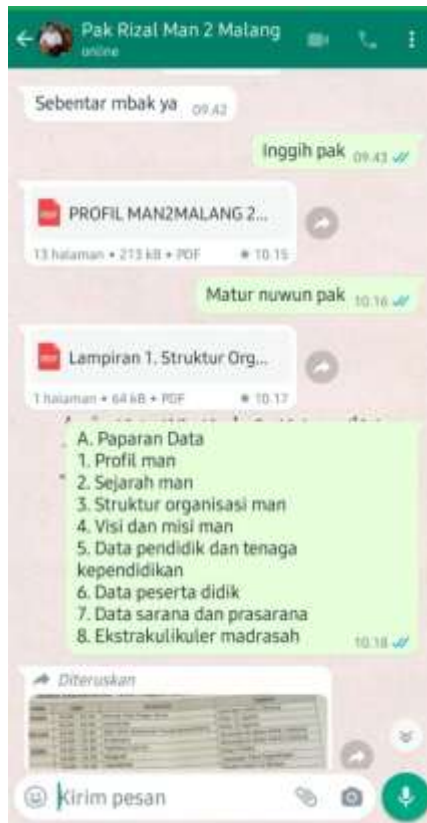 Pak Rizal Man 2 Malang
online
Sebentar mbak ya 09.42
Inggih pak 09.43
PROFIL MAN2MALANG 2...
13 halaman • 213 kB • PDF 10.15
Matur nuwun pak 10.16
Lampiran 1. Struktur Org...
1 halaman • 64 kB • PDF 10.17
A. Paparan Data
1. Profil man
2. Sejarah man
3. Struktur organisasi man
4. Visi dan misi man
5. Data pendidik dan tenaga
kependidikan
6. Data peserta didik
7. Data sarana dan prasarana
8. Ekstrakulikuler madrasah 10.18
Diteruskan
Kirim pesan